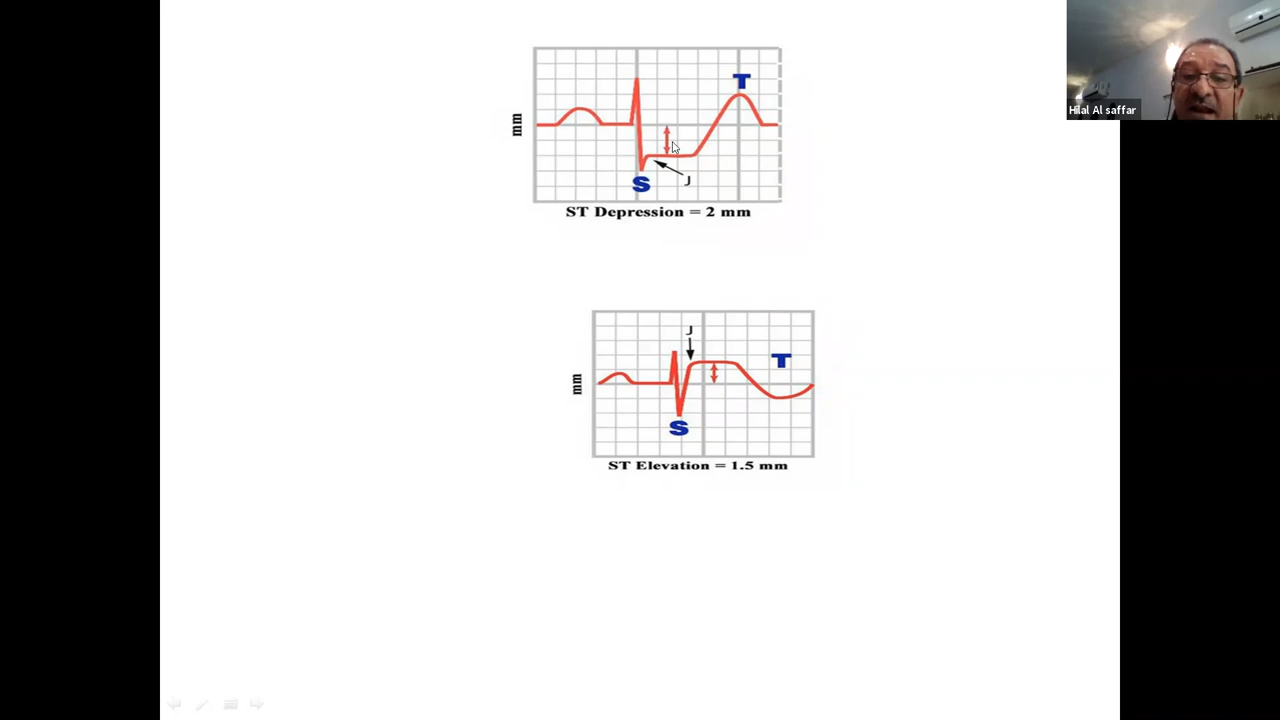 Hilal Al saffar
T
mm
S
J
ST Depression = 2 mm
J
T
mm
S
ST Elevation = 1.5 mm